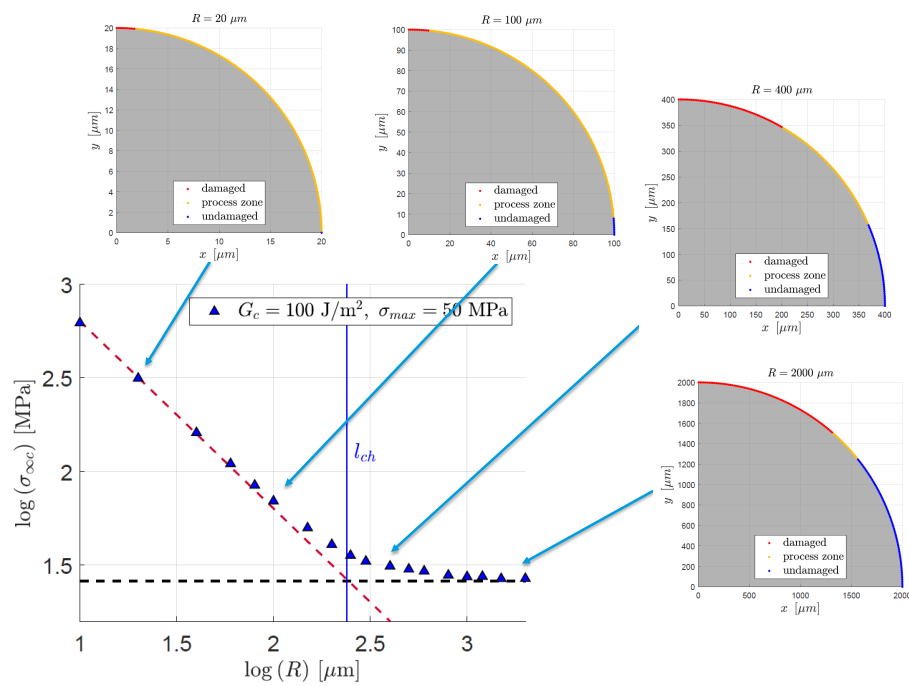 R = 20 μm
20
18
16
14
12
10
8
6
4
2
0
y [μm]
damaged
process zone
undamaged
0 5 10 15 20
x [μm]
R = 100 μm
100
90
80
70
60
50
40
30
20
10
0
y [μm]
damaged
process zone
undamaged
0 20 40 60 80 100
x [μm]
R = 400 μm
400
350
300
250
200
150
100
50
0
y [μm]
damaged
process zone
undamaged
0 50 100 150 200 250 300 350 400
x [μm]
3
2.5
2
1.5
log (σ∞c) [MPa]
G_c = 100 J/m², σ_max = 50 MPa
l_ch
1 1.5 2 2.5 3
log (R) [μm]
R = 2000 μm
2000
1800
1600
1400
1200
1000
800
600
400
200
0
y [μm]
damaged
process zone
undamaged
0 500 1000 1500 2000
x [μm]